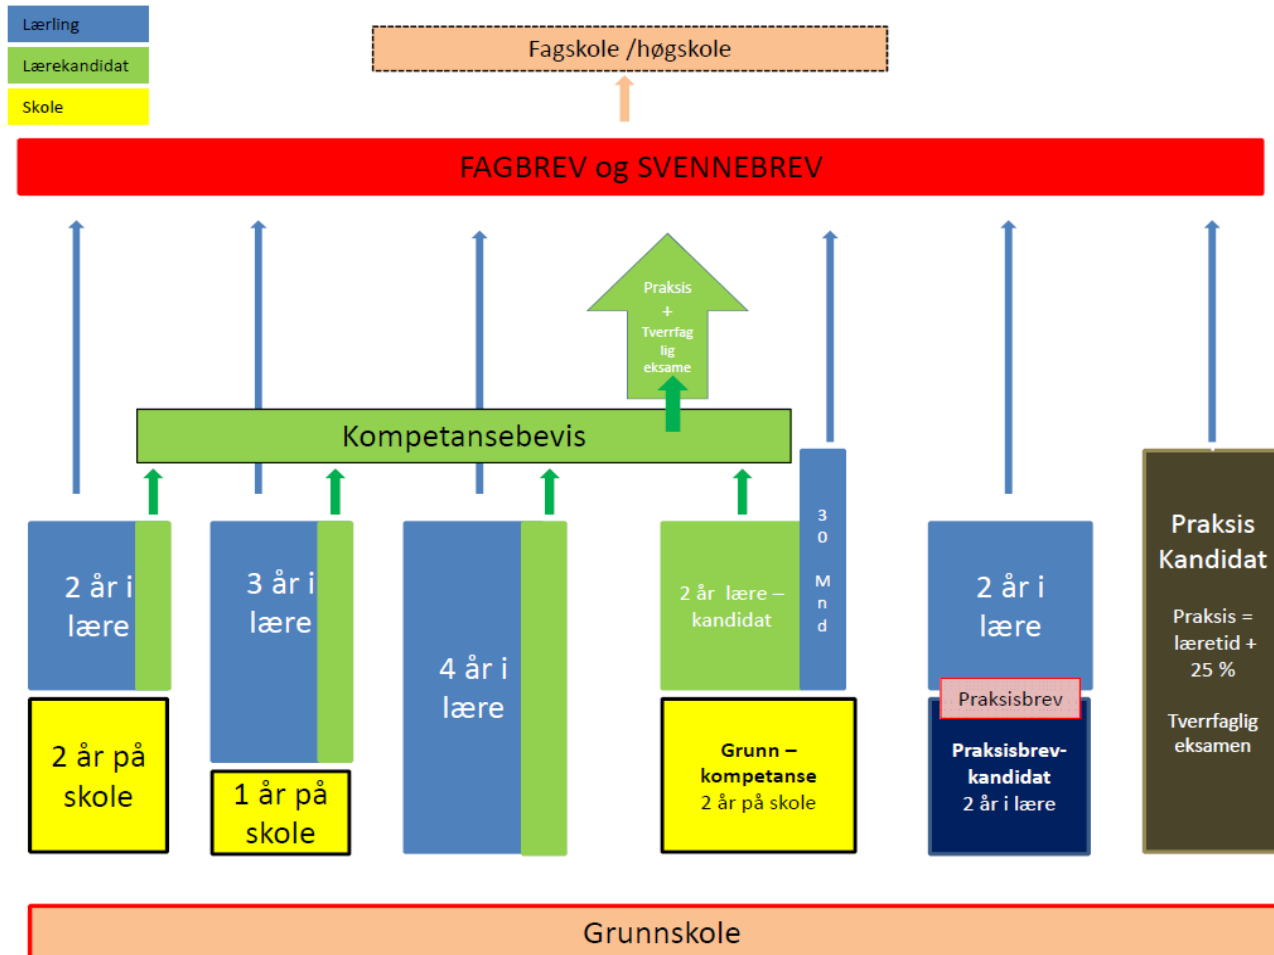 Lærling
Lærekandidat
Skole
Fagskole /høgskole
FAGBREV og SVENNEBREV
Praksis
+
Tverrfag
lig
eksame
Kompetansebevis
2 år i
lære
2 år på
skole
3 år i
lære
1 år på
skole
4 år i
lære
2 år lære –
kandidat
3
0
M
n
d
Grunn –
kompetanse
2 år på skole
2 år i
lære
Praksisbrev
Praksisbrev-
kandidat
2 år i lære
Praksis
Kandidat
Praksis =
læretid +
25 %
Tverrfaglig
eksamen
Grunnskole